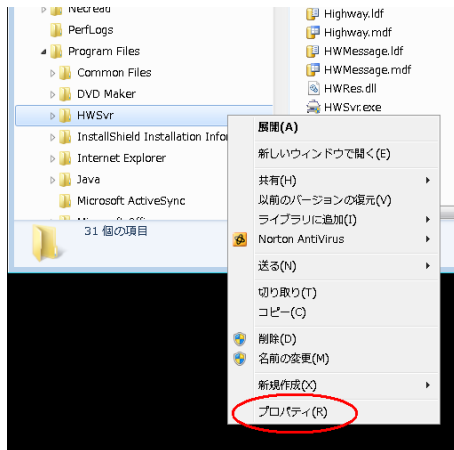 Necread
PerfLogs
Program Files
Common Files
DVD Maker
HWSvr
InstallShield Installation Info
Internet Explorer
Java
Microsoft ActiveSync
31 個の項目
Highway.ldf
Highway.mdf
HWMessage.ldf
HWMessage.mdf
HWRes.dll
HWSvr.exe
展開(A)
新しいウィンドウで開く(E)
共有(H)
以前のバージョンの復元(V)
ライブラリに追加(I)
Norton AntiVirus
送る(N)
切り取り(T)
コピー(C)
削除(D)
名前の変更(M)
新規作成(X)
プロパティ(R)